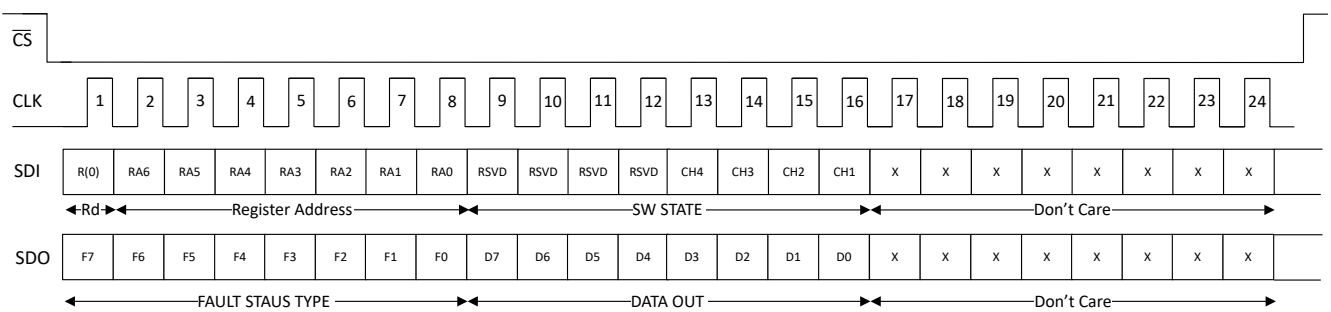 CS
CLK 1 2 3 4 5 6 7 8 9 10 11 12 13 14 15 16 17 18 19 20 21 22 23 24
SDI R(0) RA6 RA5 RA4 RA3 RA2 RA1 RA0 RSVD RSVD RSVD RSVD CH4 CH3 CH2 CH1 X X X X X X X X
Rd Register Address SW STATE Don't Care
SDO F7 F6 F5 F4 F3 F2 F1 F0 D7 D6 D5 D4 D3 D2 D1 D0 X X X X X X X X
FAULT STAUS TYPE DATA OUT Don't Care